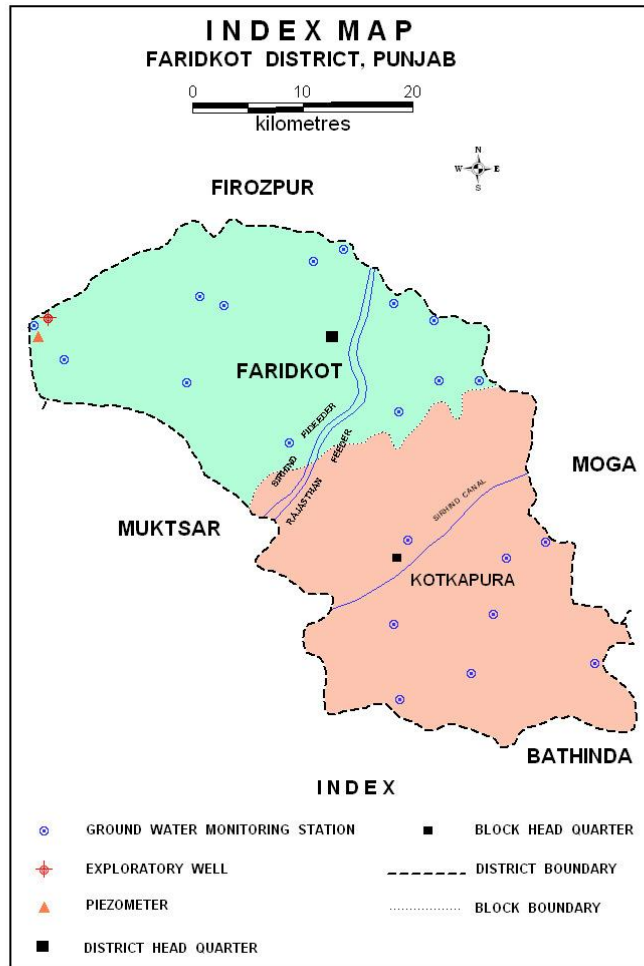 INDEX MAP
FARIDKOT DISTRICT, PUNJAB
0 10 20
kilometres
N
W E
S
FIROZPUR
FARIDKOT
SIRHIND FIDEEDER
RAJASTHAN FEEDER
MOGA
SIRHIND CANAL
MUKTSAR
KOTKAPURA
BATHINDA
INDEX
GROUND WATER MONITORING STATION
BLOCK HEAD QUARTER
EXPLORATORY WELL
DISTRICT BOUNDARY
PIEZOMETER
BLOCK BOUNDARY
DISTRICT HEAD QUARTER